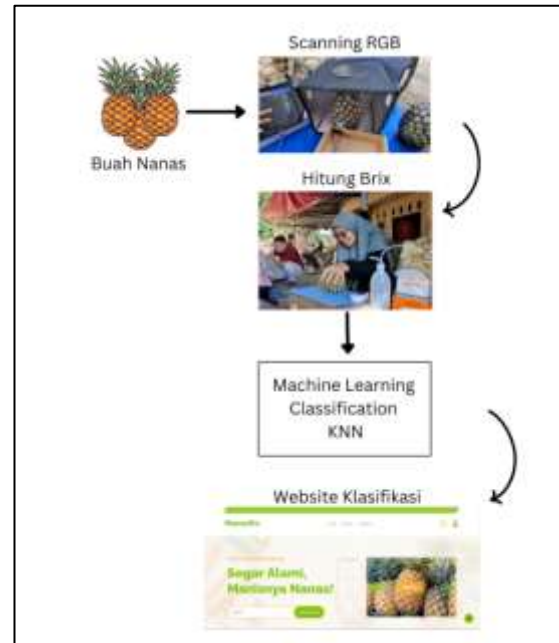 Scanning RGB
Buah Nanas
Hitung Brix
Machine Learning
Classification
KNN
Website Klasifikasi
Segar Alami,
Manisnya Nanas!